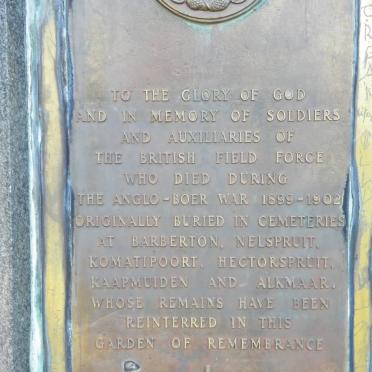 TO THE GLORY OF GOD
AND IN MEMORY OF SOLDIERS
AND AUXILIARIES OF
THE BRITISH FIELD FORCE
WHO DIED DURING
THE ANGLO-BOER WAR 1899-1902
ORIGINALLY BURIED IN CEMETERIES
AT BARBERTON, NELSPRUIT,
KOMATIPOORT, HECTORSPRUIT,
KAAPMUIDEN AND ALKMAAR,
WHOSE REMAINS HAVE BEEN
REINTERRED IN THIS
GARDEN OF REMEMBRANCE